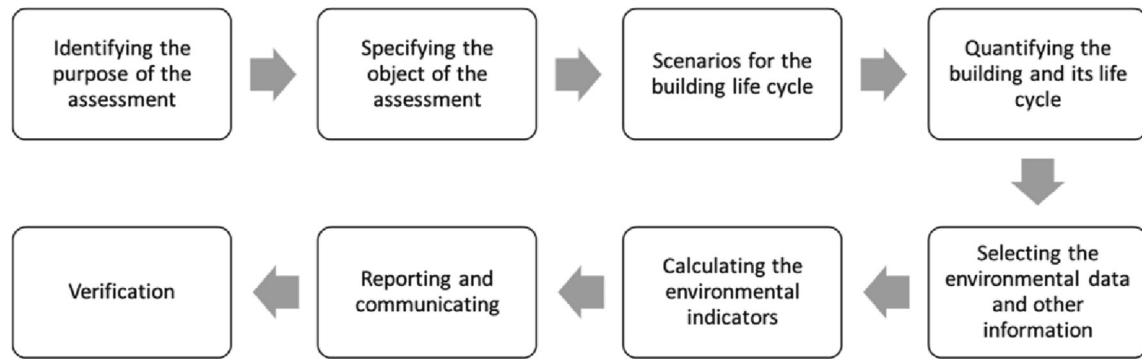 Identifying the
purpose of the
assessment
Specifying the
object of the
assessment
Scenarios for the
building life cycle
Quantifying the
building and its life
cycle
Selecting the
environmental data
and other
information
Calculating the
environmental
indicators
Reporting and
communicating
Verification